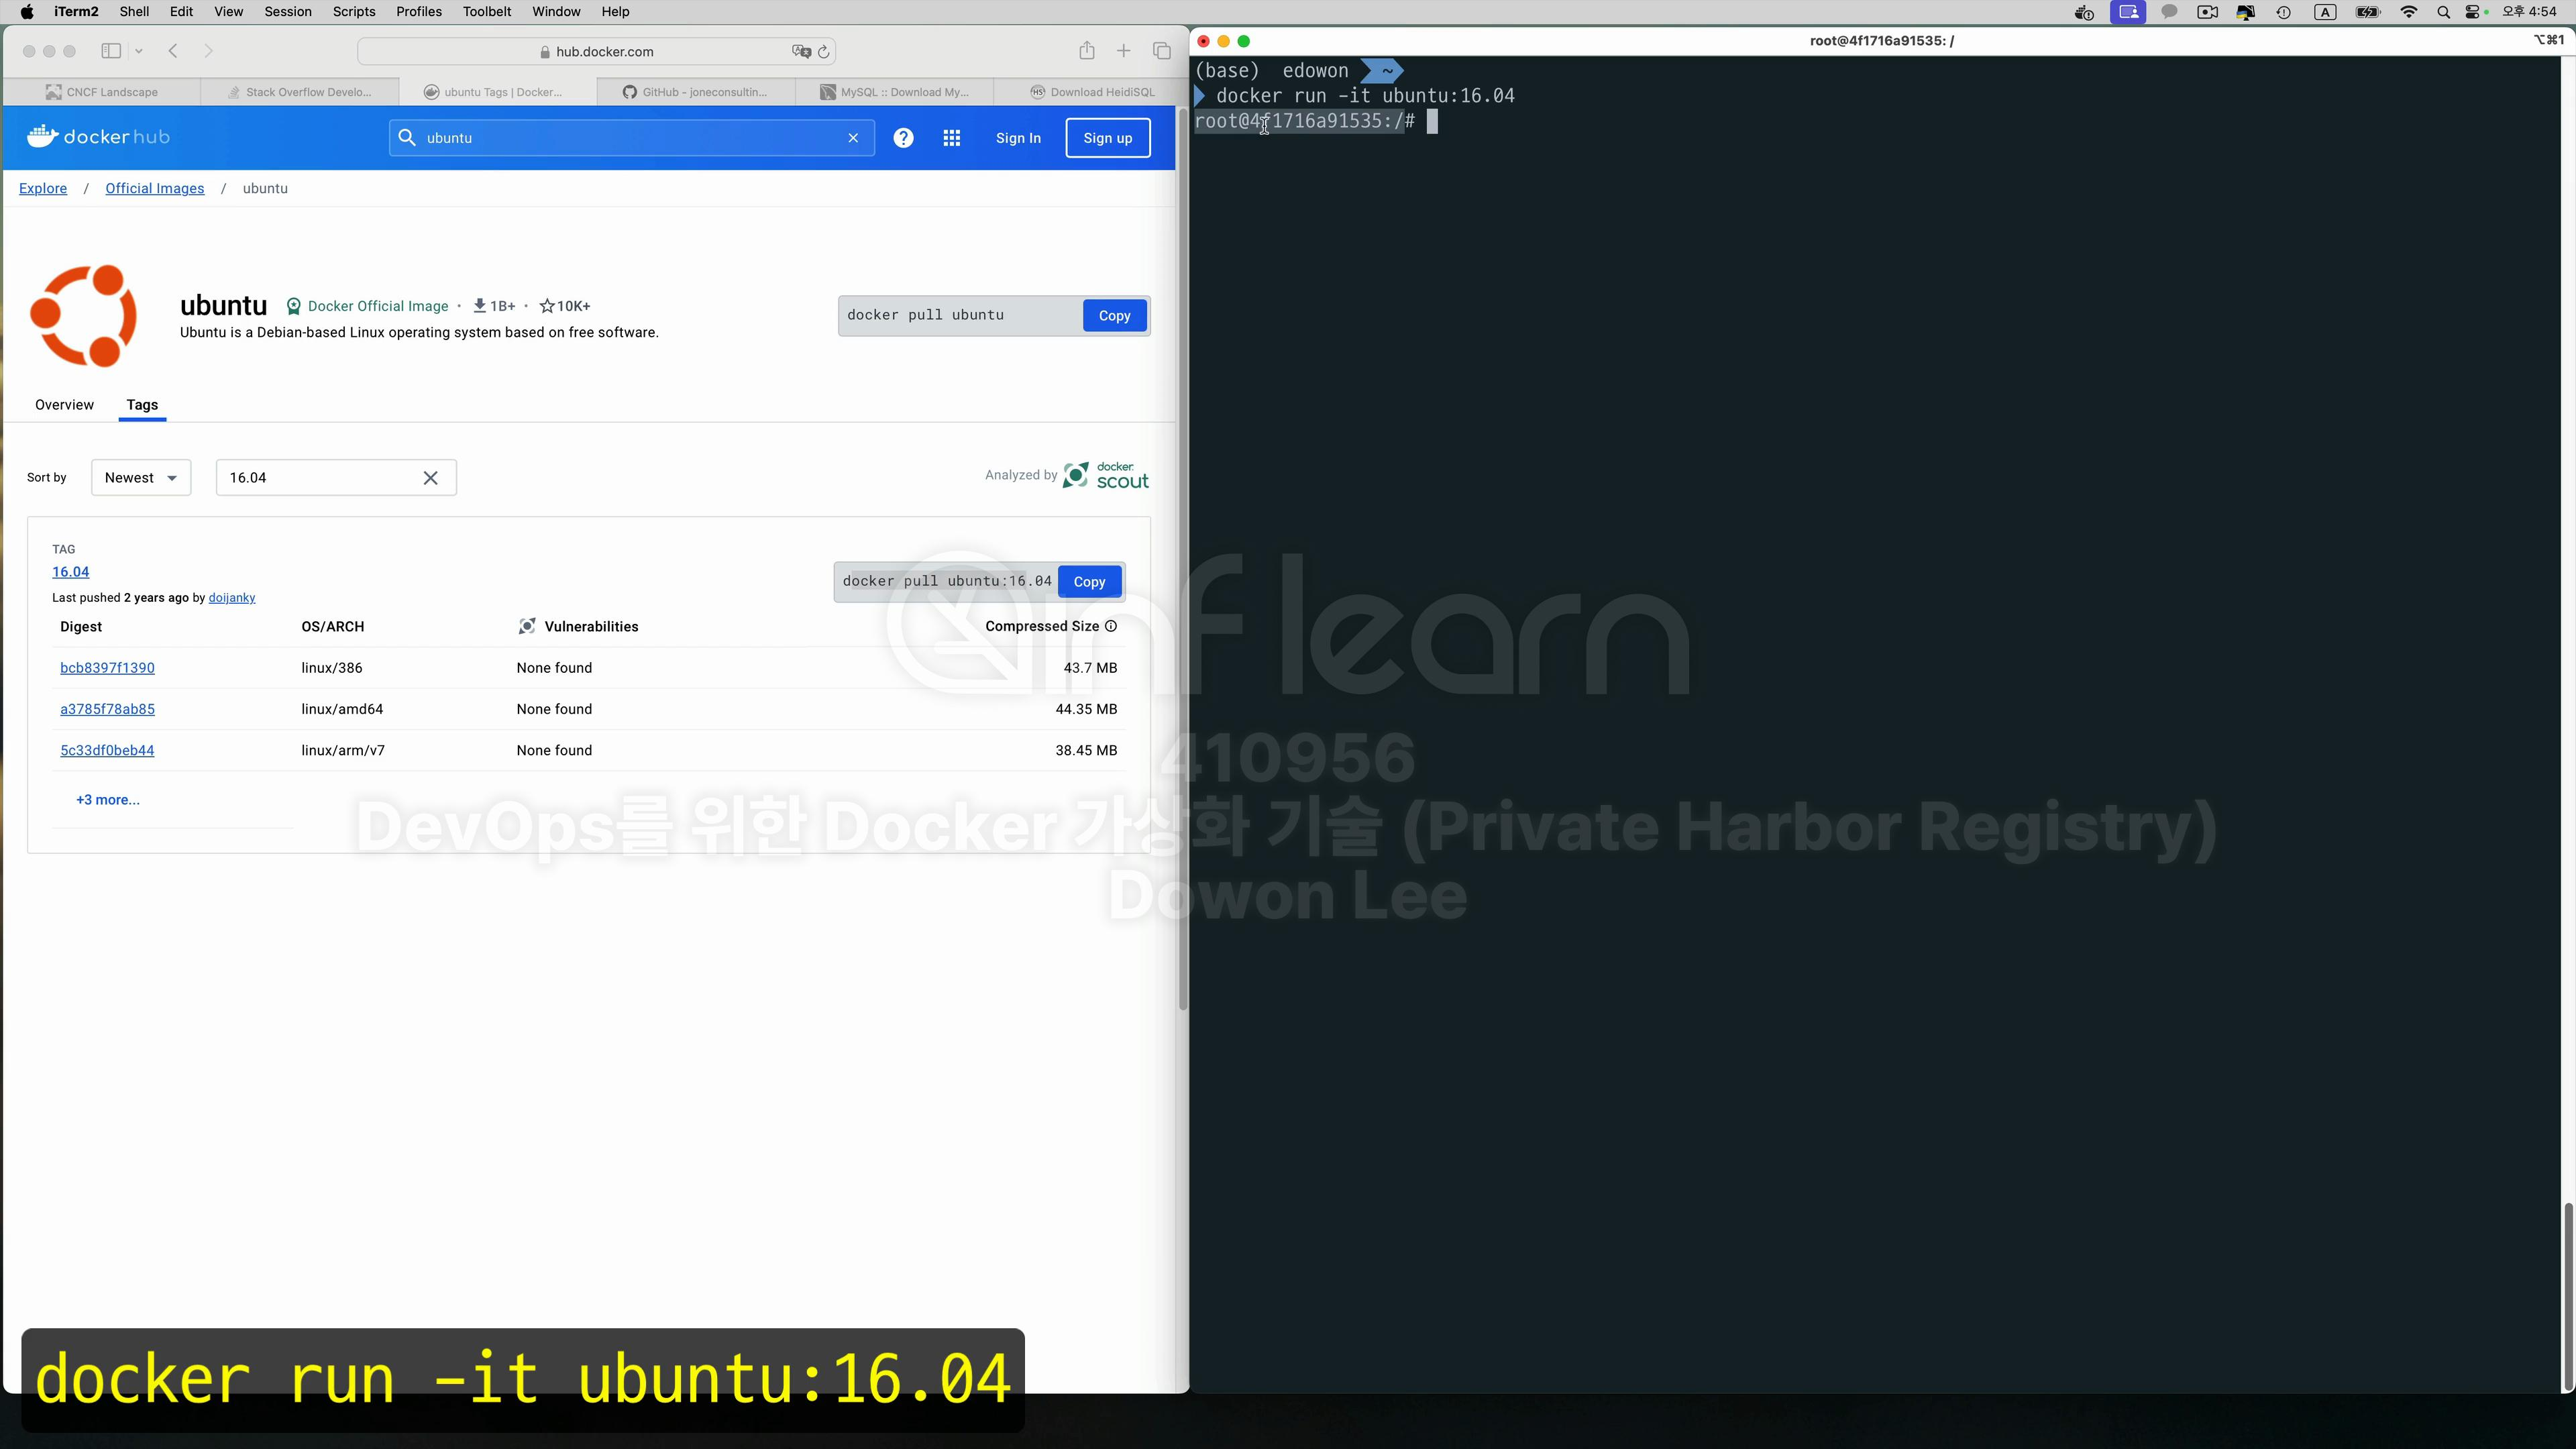 iTerm2 Shell Edit View Session Scripts Profiles Toolbelt Window Help
A 오후 4:54
hub.docker.com
CNCF Landscape
Stack Overflow Develo...
ubuntu Tags | Docker...
GitHub - joneconsultin...
MySQL :: Download My...
HS Download HeidiSQL
docker hub
ubuntu
Sign In
Sign up
Explore / Official Images / ubuntu
ubuntu
Docker Official Image · 1B+ · 10K+
Ubuntu is a Debian-based Linux operating system based on free software.
docker pull ubuntu
Copy
Overview
Tags
Sort by
Newest
16.04
Analyzed by docker scout
TAG
16.04
Last pushed 2 years ago by doijanky
docker pull ubuntu:16.04
Copy
Digest OS/ARCH Vulnerabilities Compressed Size
bcb8397f1390 linux/386 None found 43.7 MB
a3785f78ab85 linux/amd64 None found 44.35 MB
5c33df0beb44 linux/arm/v7 None found 38.45 MB
+3 more...
root@4f1716a91535: /
⌥⌘1
(base) edowon ~
docker run -it ubuntu:16.04
root@4f1716a91535:/#
inflearn
410956
DevOps를 위한 Docker 가상화 기술 (Private Harbor Registry)
Dowon Lee
docker run -it ubuntu:16.04